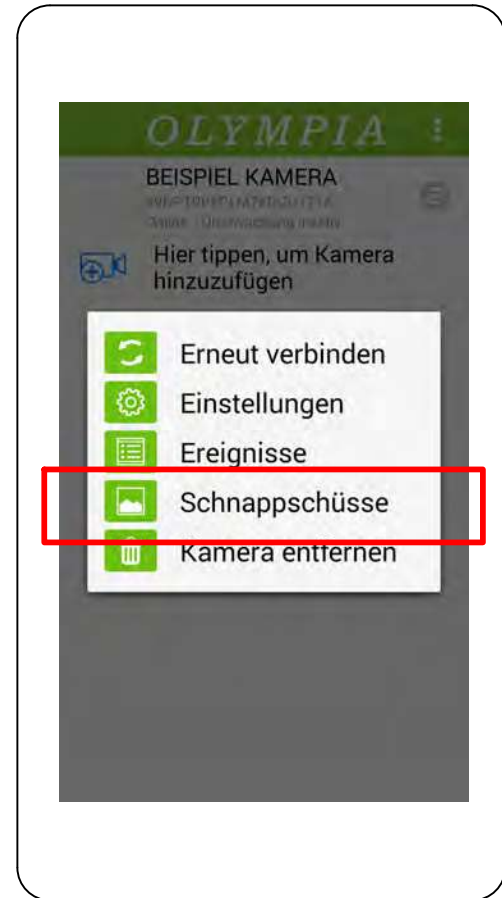 OLYMPIA
BEISPIEL KAMERA
Hier tippen, um Kamera
hinzuzufügen
Erneut verbinden
Einstellungen
Ereignisse
Schnappschüsse
Kamera entfernen